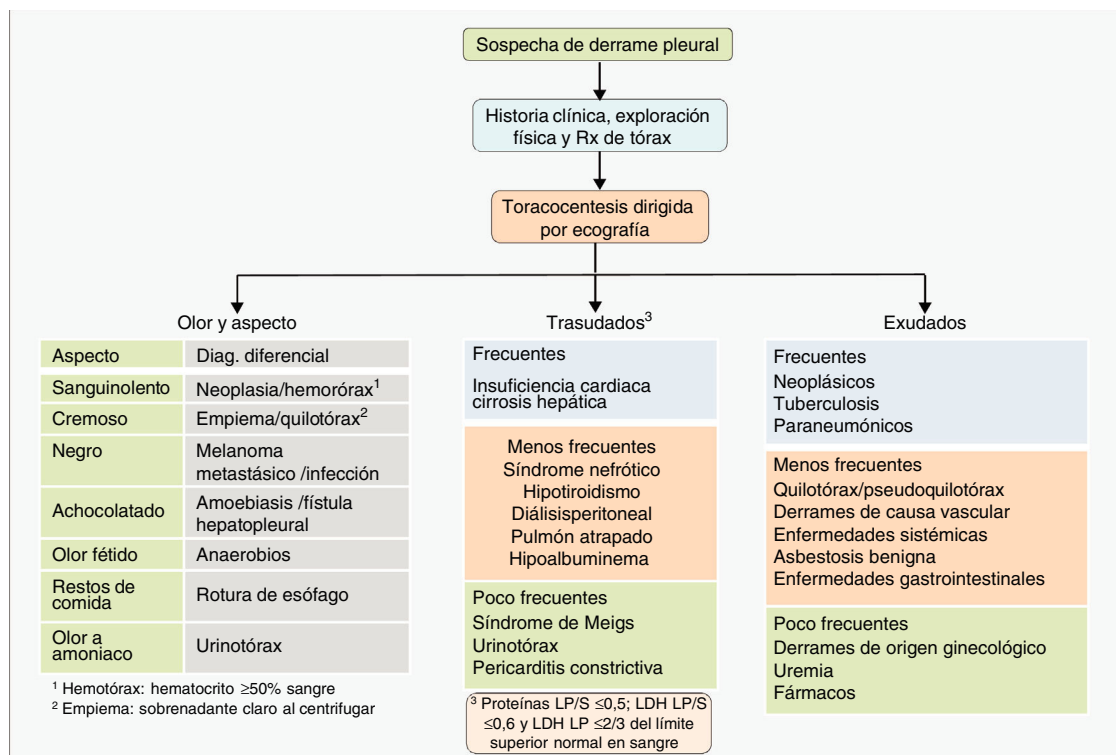 Sospecha de derrame pleural
Historia clínica, exploración
física y Rx de tórax
Toracocentesis dirigida
por ecografía
Olor y aspecto
Aspecto Diag. diferencial
Sanguinolento Neoplasia/hemorórax1
Cremoso Empiema/quilotórax2
Negro Melanoma
metastásico /infección
Achocolatado Amoebiasis /fístula
hepatopleural
Olor fétido Anaerobios
Restos de
comida Rotura de esófago
Olor a
amoniaco Urinotórax
1 Hemotórax: hematocrito ≥50% sangre
2 Empiema: sobrenadante claro al centrifugar
Trasudados3
Frecuentes
Insuficiencia cardiaca
cirrosis hepática
Menos frecuentes
Síndrome nefrótico
Hipotiroidismo
Diálisisperitoneal
Pulmón atrapado
Hipoalbuminema
Poco frecuentes
Síndrome de Meigs
Urinotórax
Pericarditis constrictiva
3 Proteínas LP/S ≤0,5; LDH LP/S
≤0,6 y LDH LP ≤2/3 del límite
superior normal en sangre
Exudados
Frecuentes
Neoplásicos
Tuberculosis
Paraneumónicos
Menos frecuentes
Quilotórax/pseudoquilotórax
Derrames de causa vascular
Enfermedades sistémicas
Asbestosis benigna
Enfermedades gastrointestinales
Poco frecuentes
Derrames de origen ginecológico
Uremia
Fármacos